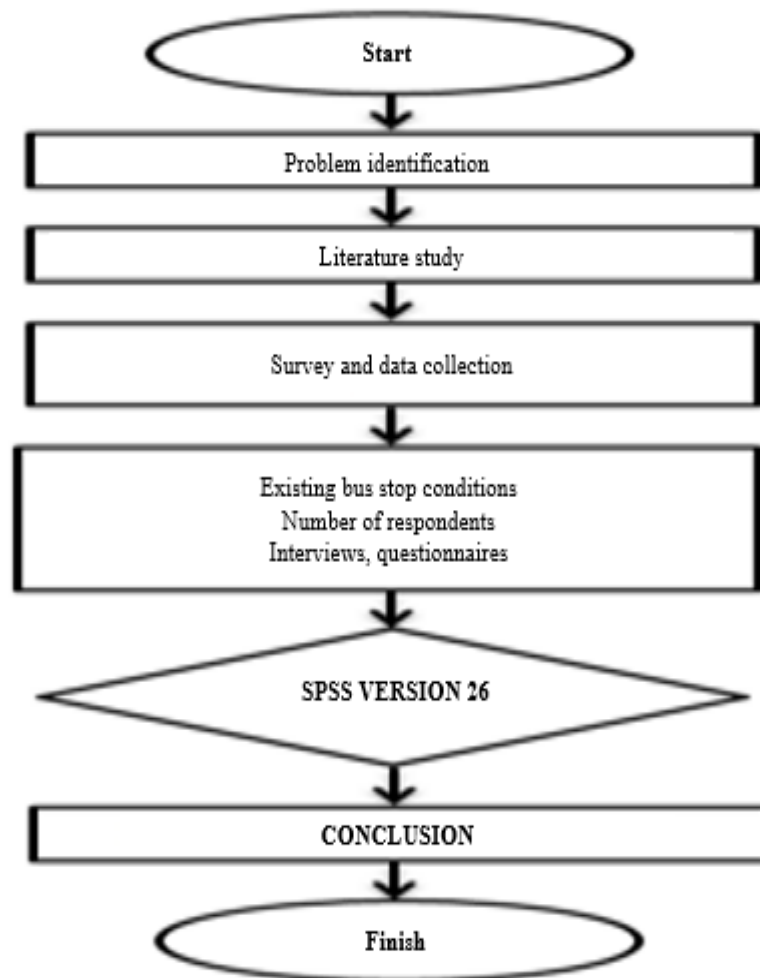 Start
Problem identification
Literature study
Survey and data collection
Existing bus stop conditions
Number of respondents
Interviews, questionnaires
SPSS VERSION 26
CONCLUSION
Finish